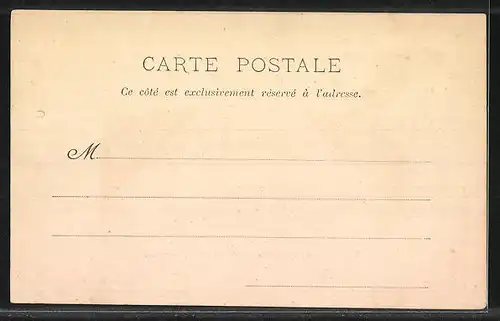 CARTE POSTALE
Ce côté est exclusivement réservé à l'adresse.
M